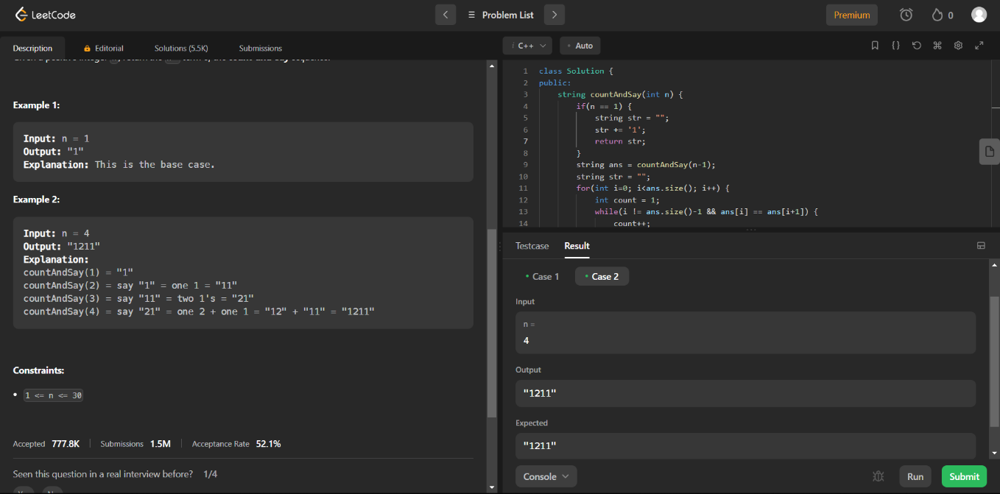 LeetCode
Problem List
Premium
0
Description
Editorial
Solutions (5.5K)
Submissions
i C++
Auto
Example 1:
Input: n = 1
Output: "1"
Explanation: This is the base case.
Example 2:
Input: n = 4
Output: "1211"
Explanation:
countAndSay(1) = "1"
countAndSay(2) = say "1" = one 1 = "11"
countAndSay(3) = say "11" = two 1's = "21"
countAndSay(4) = say "21" = one 2 + one 1 = "12" + "11" = "1211"
Constraints:
1 <= n <= 30
Accepted 777.8K
Submissions 1.5M
Acceptance Rate 52.1%
Seen this question in a real interview before? 1/4
1 class Solution {
2 public:
3 string countAndSay(int n) {
4 if(n == 1) {
5 string str = "";
6 str += '1';
7 return str;
8 }
9 string ans = countAndSay(n-1);
10 string str = "";
11 for(int i=0; i<ans.size(); i++) {
12 int count = 1;
13 while(i != ans.size()-1 && ans[i] == ans[i+1]) {
14 count++;
Testcase
Result
Case 1
Case 2
Input
n =
4
Output
"1211"
Expected
"1211"
Console
Run
Submit